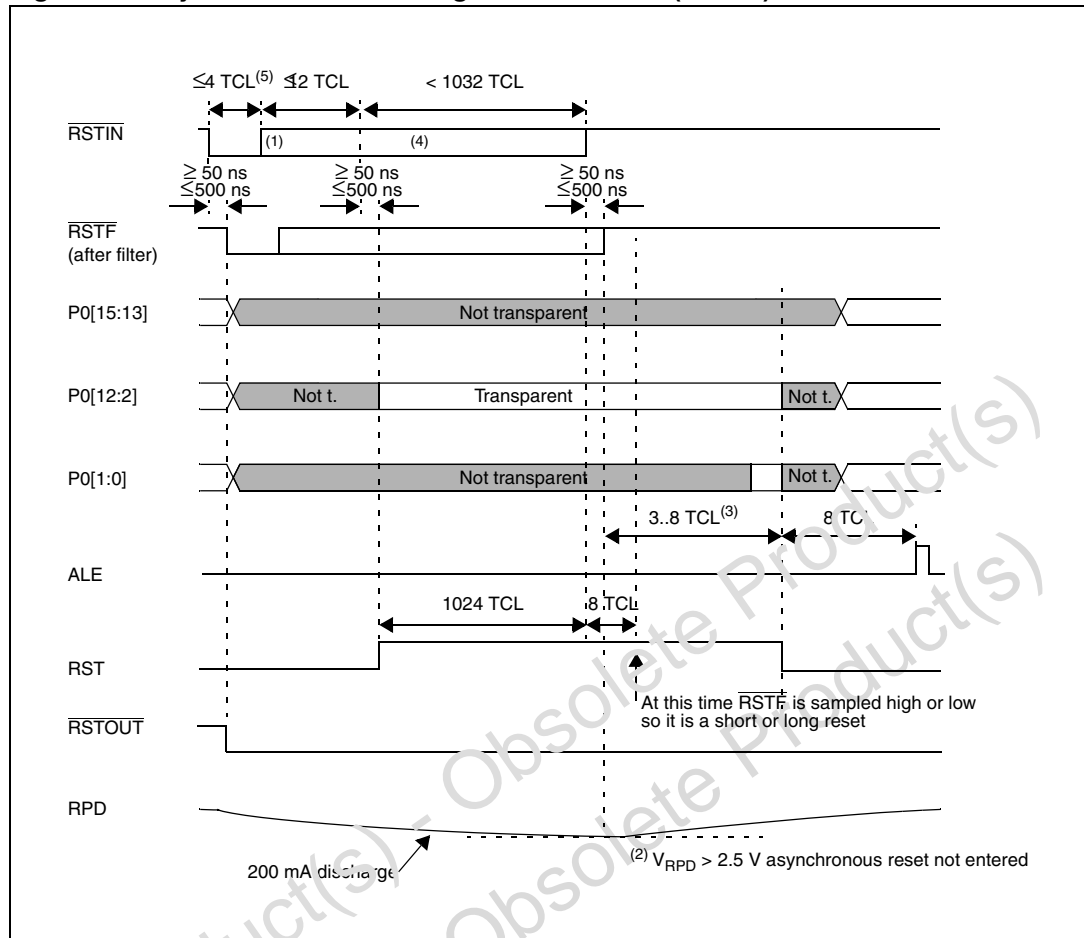 ≤4 TCL(5) ≤12 TCL < 1032 TCL
RSTIN
(1) (4)
≥ 50 ns ≥ 50 ns ≥ 50 ns
≤500 ns ≤500 ns ≤500 ns
RSTF
(after filter)
P0[15:13] Not transparent
P0[12:2] Not t. Transparent Not t.
P0[1:0] Not transparent Not t.
3..8 TCL(3) 8 TCL
ALE
1024 TCL 8 TCL
RST
At this time RSTF is sampled high or low
so it is a short or long reset
RSTOUT
RPD
200 mA discharge
(2) VRPD > 2.5 V asynchronous reset not entered
Obsolete Product(s)
Product(s) - Obsolete Product(s)